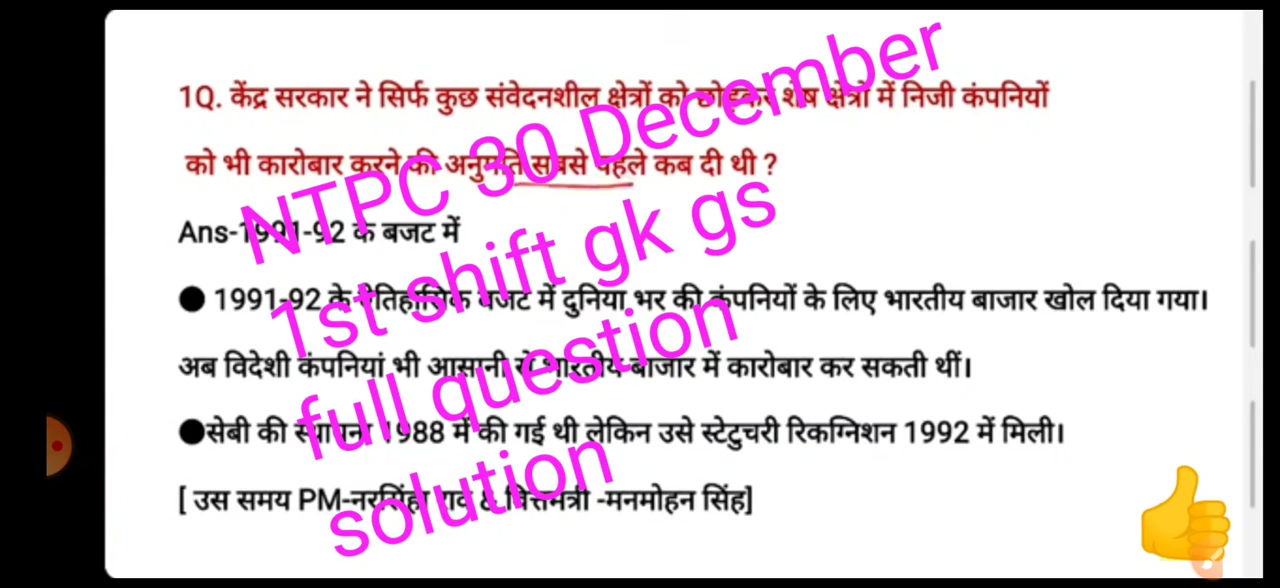 1Q. केंद्र सरकार ने सिर्फ कुछ संवेदनशील क्षेत्रों को छोड़कर शेष क्षेत्रों में निजी कंपनियों
को भी कारोबार करने की अनुमति सबसे पहले कब दी थी ?
Ans-1991-92 के बजट में
● 1991-92 के ऐतिहासिक बजट में दुनिया भर की कंपनियों के लिए भारतीय बाजार खोल दिया गया।
अब विदेशी कंपनियां भी आसानी से भारतीय बाजार में कारोबार कर सकती थीं।
●सेबी की स्थापना 1988 में की गई थी लेकिन उसे स्टेटुचरी रिकग्निशन 1992 में मिली।
[ उस समय PM-नरसिंहा राव & वित्तमंत्री -मनमोहन सिंह]
NTPC 30 December
1st shift gk gs
full question
solution